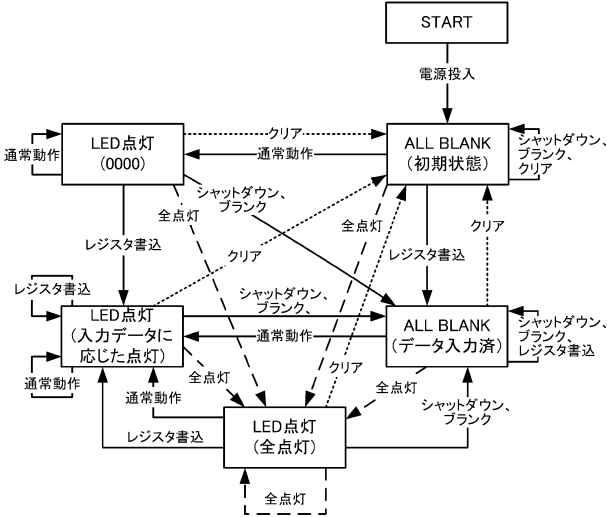 START
電源投入
LED点灯
(0000)
クリア
通常動作
通常動作
ALL BLANK
(初期状態)
シャットダウン、
ブランク、
クリア
全点灯
シャットダウン、
ブランク
全点灯
レジスタ書込
クリア
レジスタ書込
クリア
レジスタ書込
LED点灯
(入力データに
応じた点灯)
通常動作
シャットダウン、
ブランク、
通常動作
ALL BLANK
(データ入力済)
シャットダウン、
ブランク、
レジスタ書込
全点灯
クリア
全点灯
通常動作
レジスタ書込
LED点灯
(全点灯)
シャットダウン、
ブランク
全点灯